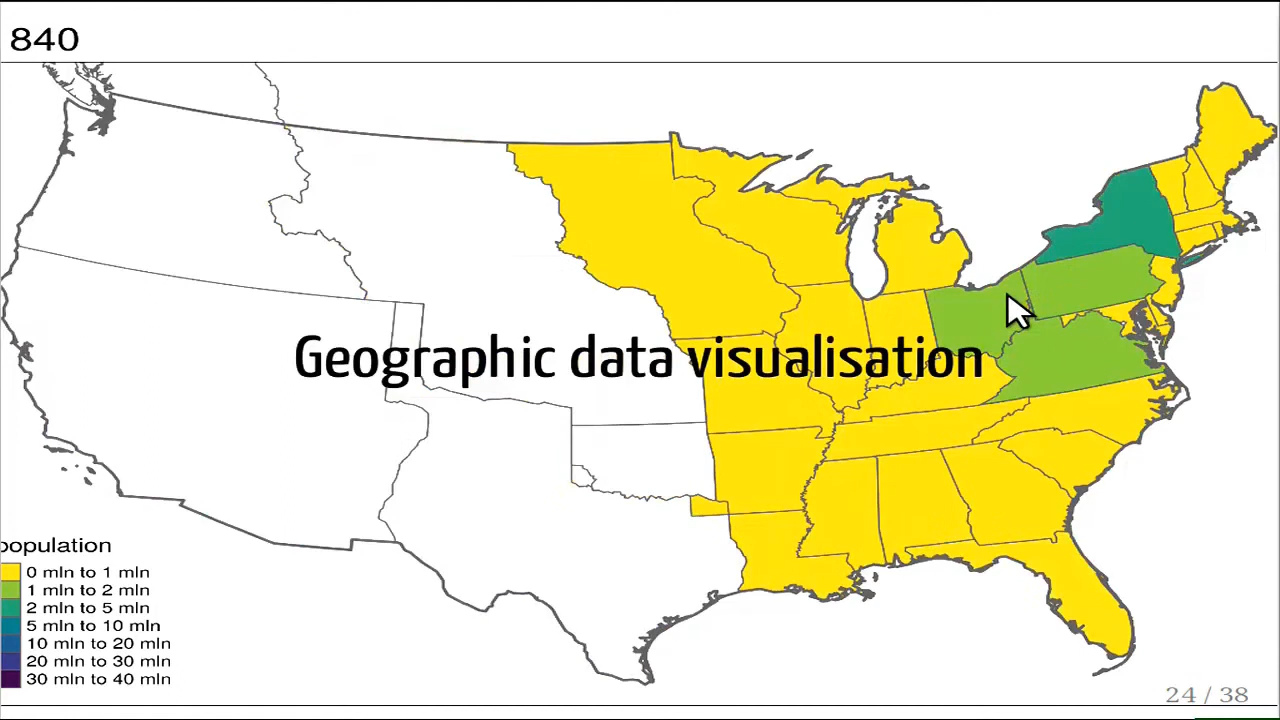 840
Geographic data visualisation
population
0 mln to 1 mln
1 mln to 2 mln
2 mln to 5 mln
5 mln to 10 mln
10 mln to 20 mln
20 mln to 30 mln
30 mln to 40 mln
24 / 38